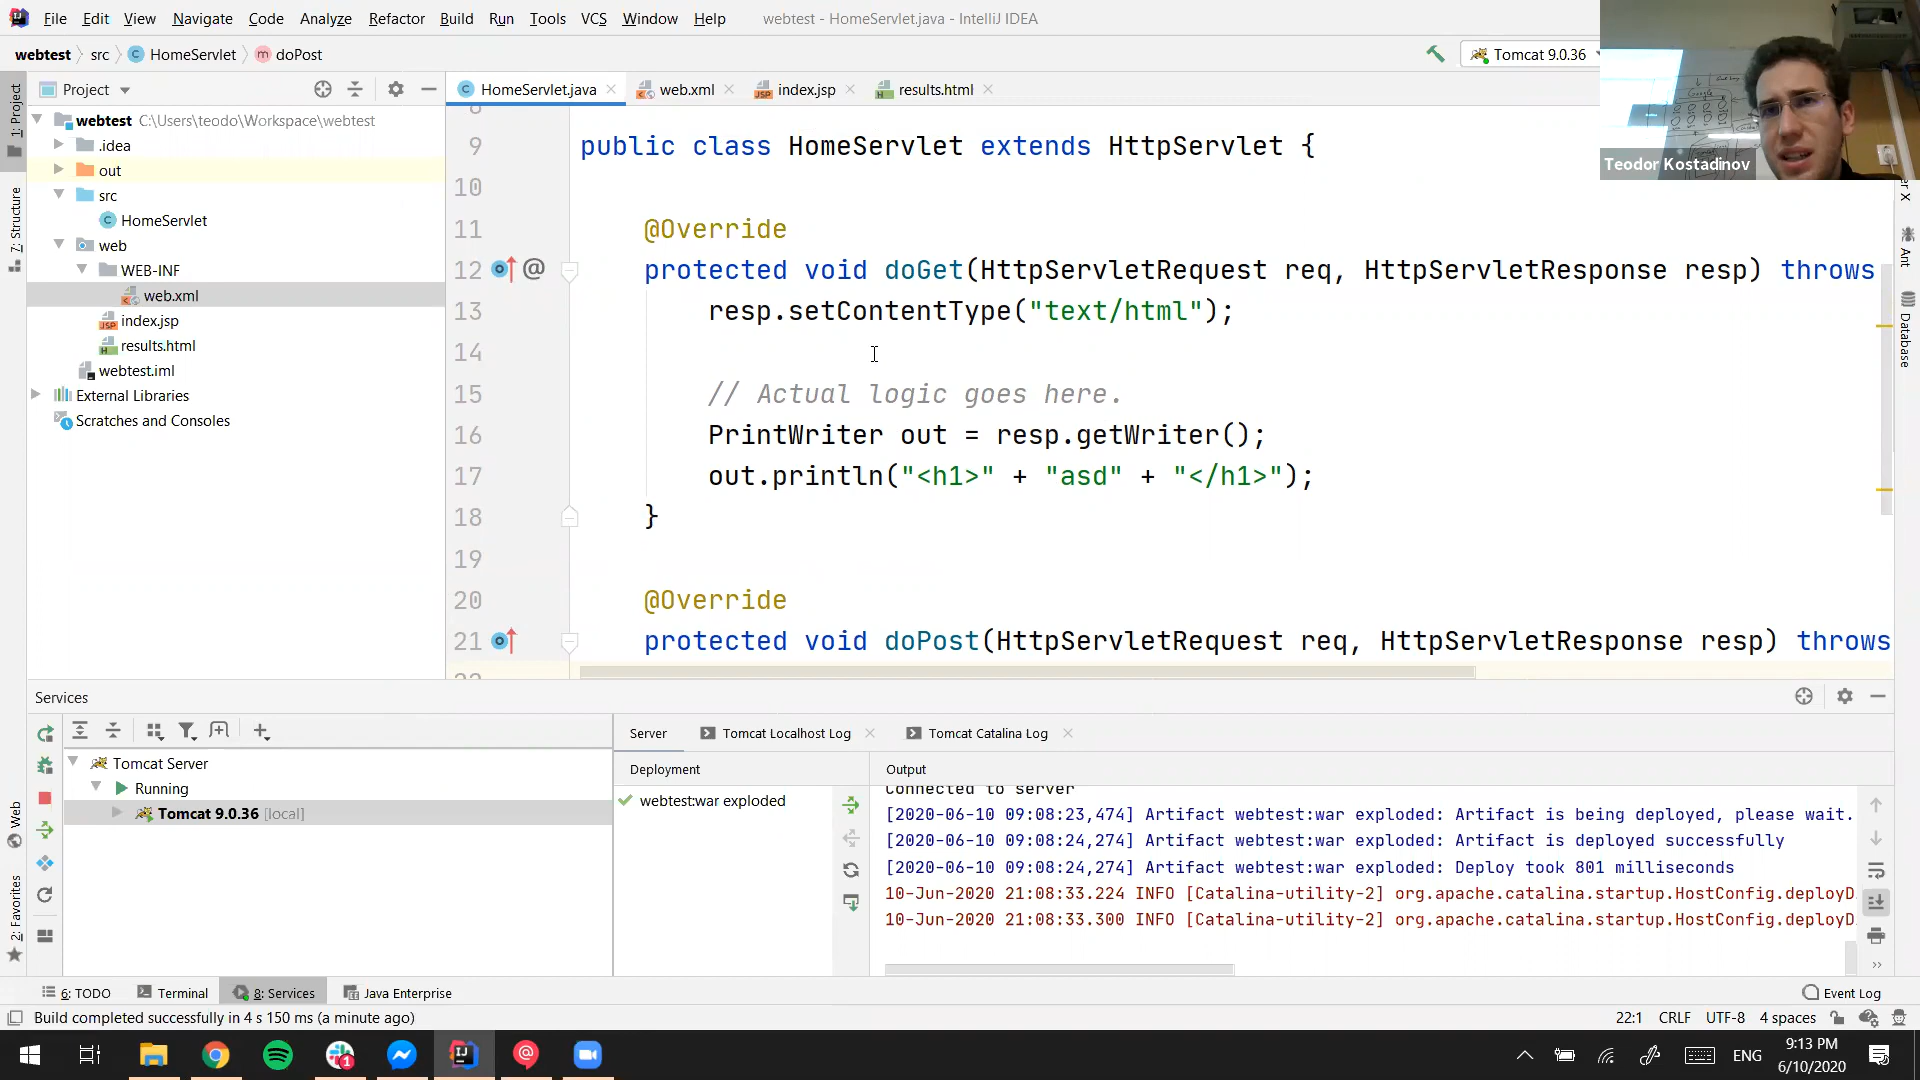 File Edit View Navigate Code Analyze Refactor Build Run Tools VCS Window Help webtest - HomeServlet.java - IntelliJ IDEA
webtest src HomeServlet doPost
Tomcat 9.0.36
Teodor Kostadinov
Project
HomeServlet.java web.xml index.jsp results.html
1: Project
7: Structure
Web
2: Favorites
Ant
Database
webtest C:\Users\teodo\Workspace\webtest
.idea
out
src
HomeServlet
web
WEB-INF
web.xml
index.jsp
results.html
webtest.iml
External Libraries
Scratches and Consoles
9 public class HomeServlet extends HttpServlet {
10
11 @Override
12 protected void doGet(HttpServletRequest req, HttpServletResponse resp) throws
13 resp.setContentType("text/html");
14
15 // Actual logic goes here.
16 PrintWriter out = resp.getWriter();
17 out.println("<h1>" + "asd" + "</h1>");
18 }
19
20 @Override
21 protected void doPost(HttpServletRequest req, HttpServletResponse resp) throws
Services
Tomcat Server
Running
Tomcat 9.0.36 [local]
Server Tomcat Localhost Log Tomcat Catalina Log
Deployment
webtest:war exploded
Output
Connected to server
[2020-06-10 09:08:23,474] Artifact webtest:war exploded: Artifact is being deployed, please wait.
[2020-06-10 09:08:24,274] Artifact webtest:war exploded: Artifact is deployed successfully
[2020-06-10 09:08:24,274] Artifact webtest:war exploded: Deploy took 801 milliseconds
10-Jun-2020 21:08:33.224 INFO [Catalina-utility-2] org.apache.catalina.startup.HostConfig.deployD
10-Jun-2020 21:08:33.300 INFO [Catalina-utility-2] org.apache.catalina.startup.HostConfig.deployD
6: TODO Terminal 8: Services Java Enterprise Event Log
Build completed successfully in 4 s 150 ms (a minute ago) 22:1 CRLF UTF-8 4 spaces
ENG
9:13 PM
6/10/2020